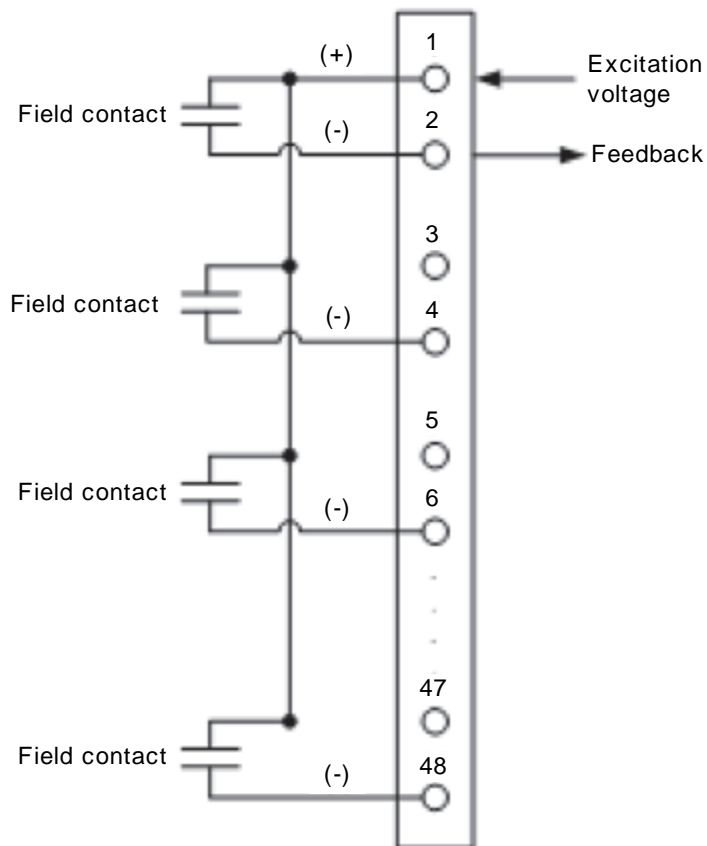 (+)
1
Excitation
voltage
Field contact
(-)
2
Feedback
3
Field contact
(-)
4
5
Field contact
(-)
6
47
Field contact
(-)
48